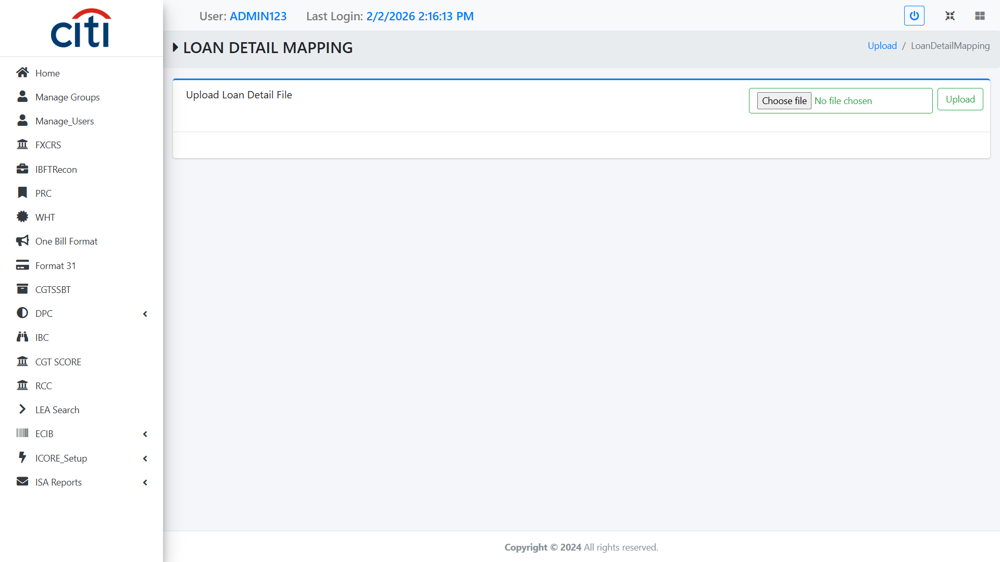 citi
User: ADMIN123 Last Login: 2/2/2026 2:16:13 PM
LOAN DETAIL MAPPING
Upload / LoanDetailMapping
Home
Manage Groups
Manage_Users
FXCRS
IBFTRecon
PRC
WHT
One Bill Format
Format 31
CGTSSBT
DPC
IBC
CGT SCORE
RCC
LEA Search
ECIB
ICORE_Setup
ISA Reports
Upload Loan Detail File
Choose file No file chosen
Upload
Copyright © 2024 All rights reserved.